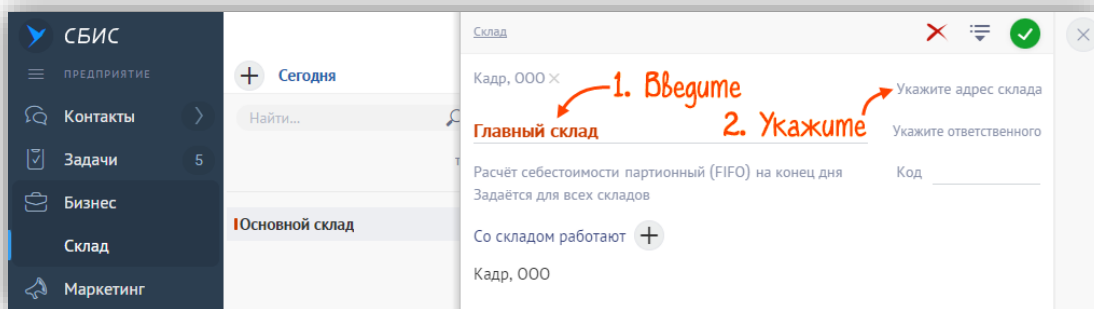 СБИС
ПРЕДПРИЯТИЕ
Контакты
Задачи 5
Бизнес
Склад
Маркетинг
Сегодня
Найти...
Основной склад
Склад
Кадр, ООО
1. Введите
Укажите адрес склада
Главный склад
2. Укажите
Укажите ответственного
Расчёт себестоимости партионный (FIFO) на конец дня
Код
Задаётся для всех складов
Со складом работают
Кадр, ООО